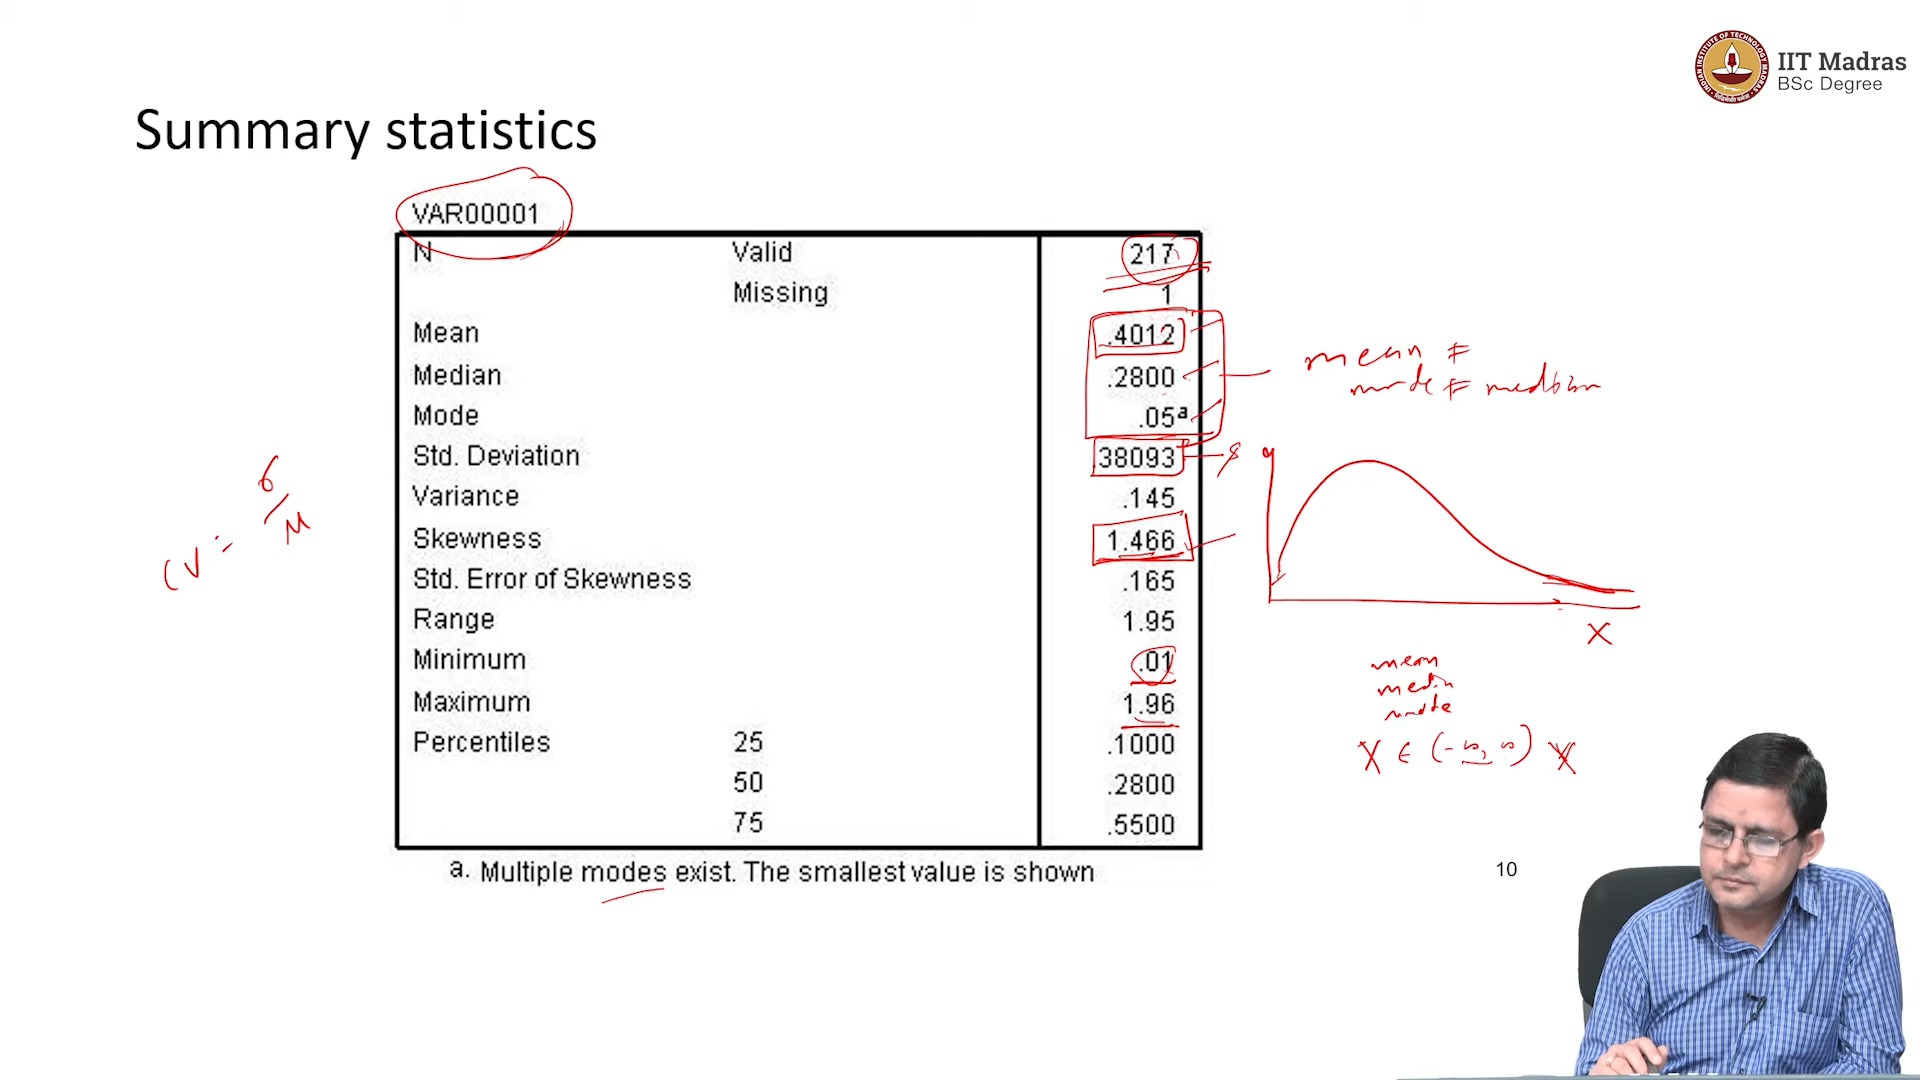 IIT Madras
BSc Degree
Summary statistics
VAR00001
N Valid 217
Missing 1
Mean .4012
Median .2800
Mode .05a
Std. Deviation .38093
Variance .145
Skewness 1.466
Std. Error of Skewness .165
Range 1.95
Minimum .01
Maximum 1.96
Percentiles 25 .1000
50 .2800
75 .5500
a. Multiple modes exist. The smallest value is shown
mean ≠
mode ≠ median
CV = σ/μ
X
mean
median
mode
X ∈ (-∞, ∞) X
10